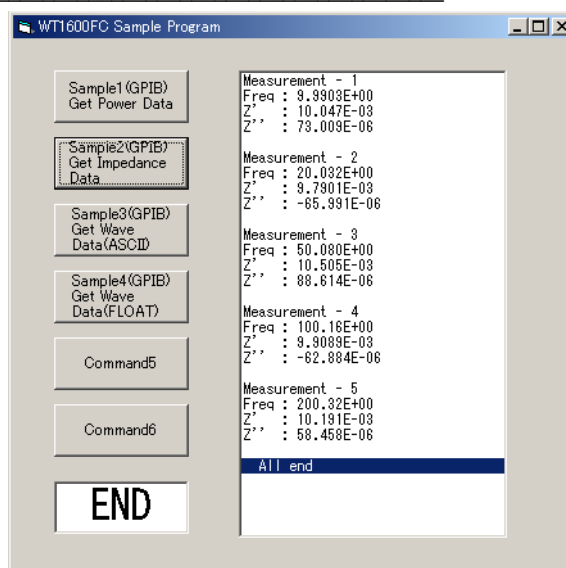 WT1600FC Sample Program
Sample1(GPIB)
Get Power Data
Sample2(GPIB)
Get Impedance
Data
Sample3(GPIB)
Get Wave
Data(ASCII)
Sample4(GPIB)
Get Wave
Data(FLOAT)
Command5
Command6
END
Measurement - 1
Freq : 9.9903E+00
Z' : 10.047E-03
Z'' : 73.009E-06
Measurement - 2
Freq : 20.032E+00
Z' : 9.7901E-03
Z'' : -65.991E-06
Measurement - 3
Freq : 50.080E+00
Z' : 10.505E-03
Z'' : 88.614E-06
Measurement - 4
Freq : 100.16E+00
Z' : 9.9089E-03
Z'' : -62.884E-06
Measurement - 5
Freq : 200.32E+00
Z' : 10.191E-03
Z'' : 58.458E-06
All end